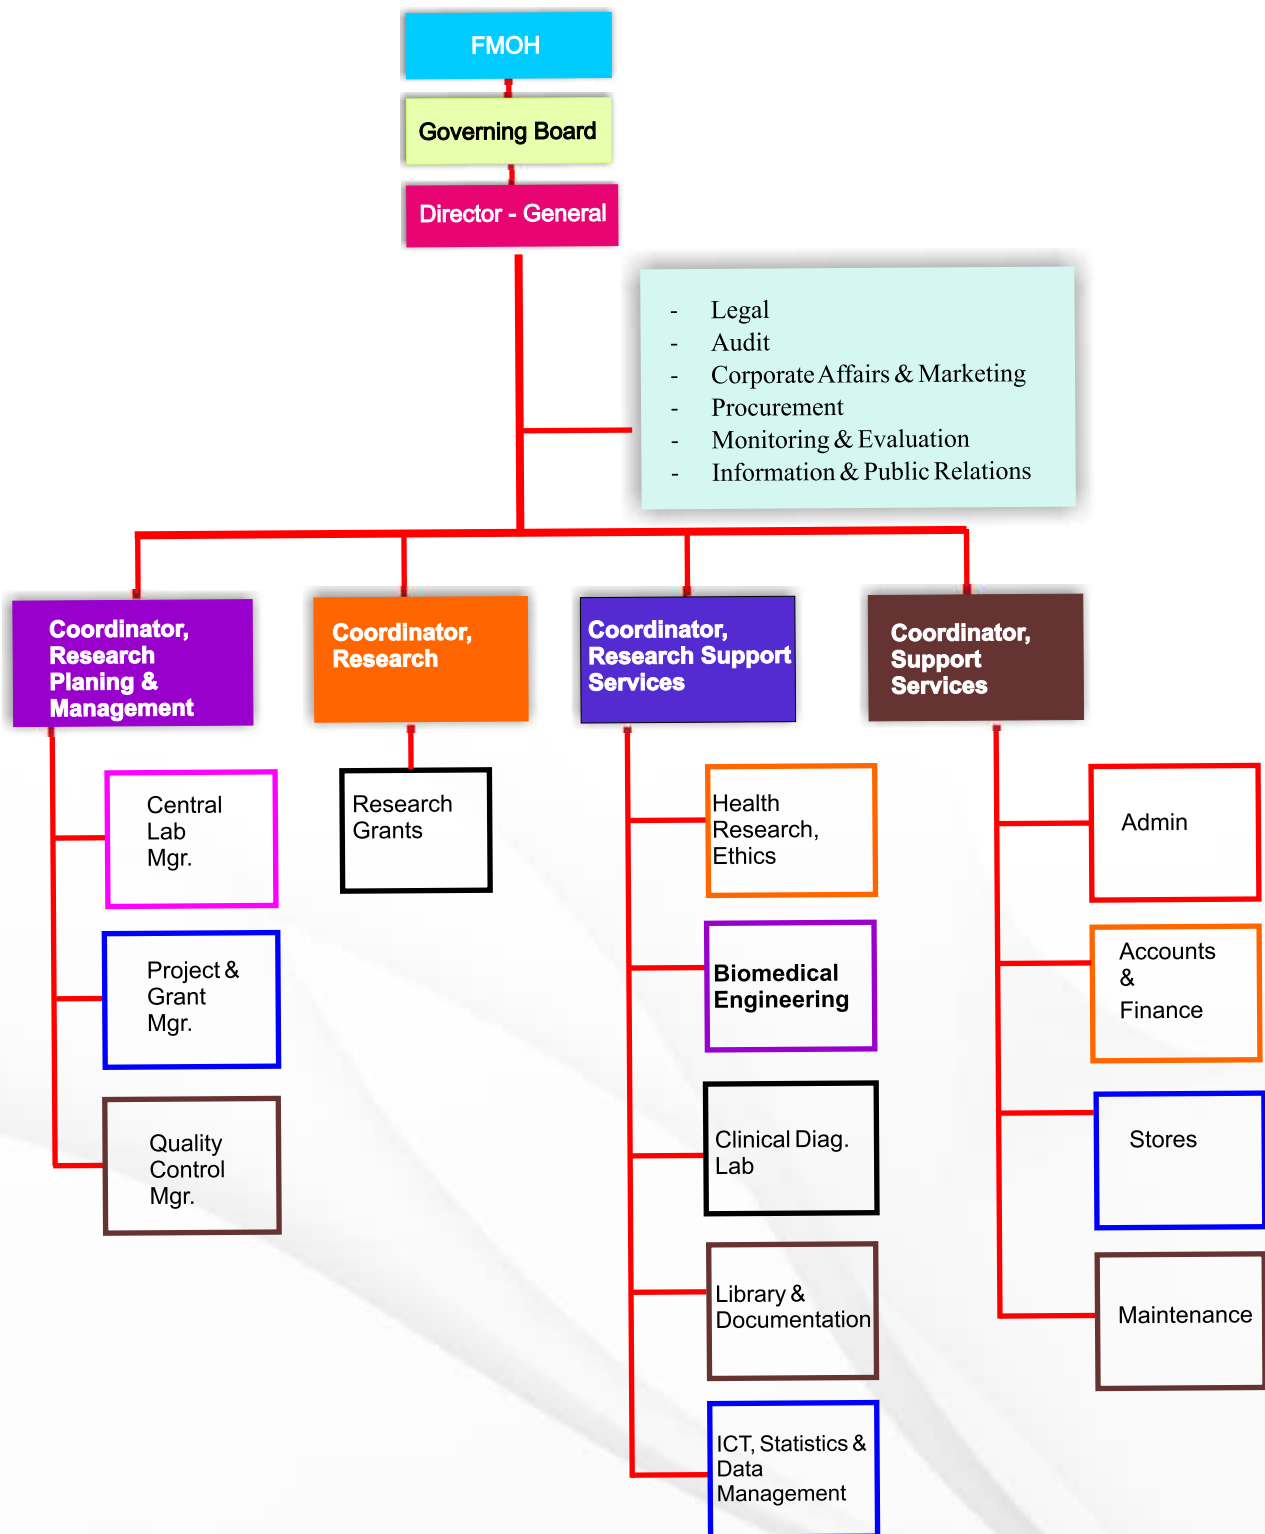 FMOH
Governing Board
Director - General
- Legal
- Audit
- Corporate Affairs & Marketing
- Procurement
- Monitoring & Evaluation
- Information & Public Relations
Coordinator,
Research
Planing &
Management
Coordinator,
Research
Coordinator,
Research Support
Services
Coordinator,
Support
Services
Central
Lab
Mgr.
Project &
Grant
Mgr.
Quality
Control
Mgr.
Research
Grants
Health
Research,
Ethics
Biomedical
Engineering
Clinical Diag.
Lab
Library &
Documentation
ICT, Statistics &
Data
Management
Admin
Accounts
&
Finance
Stores
Maintenance